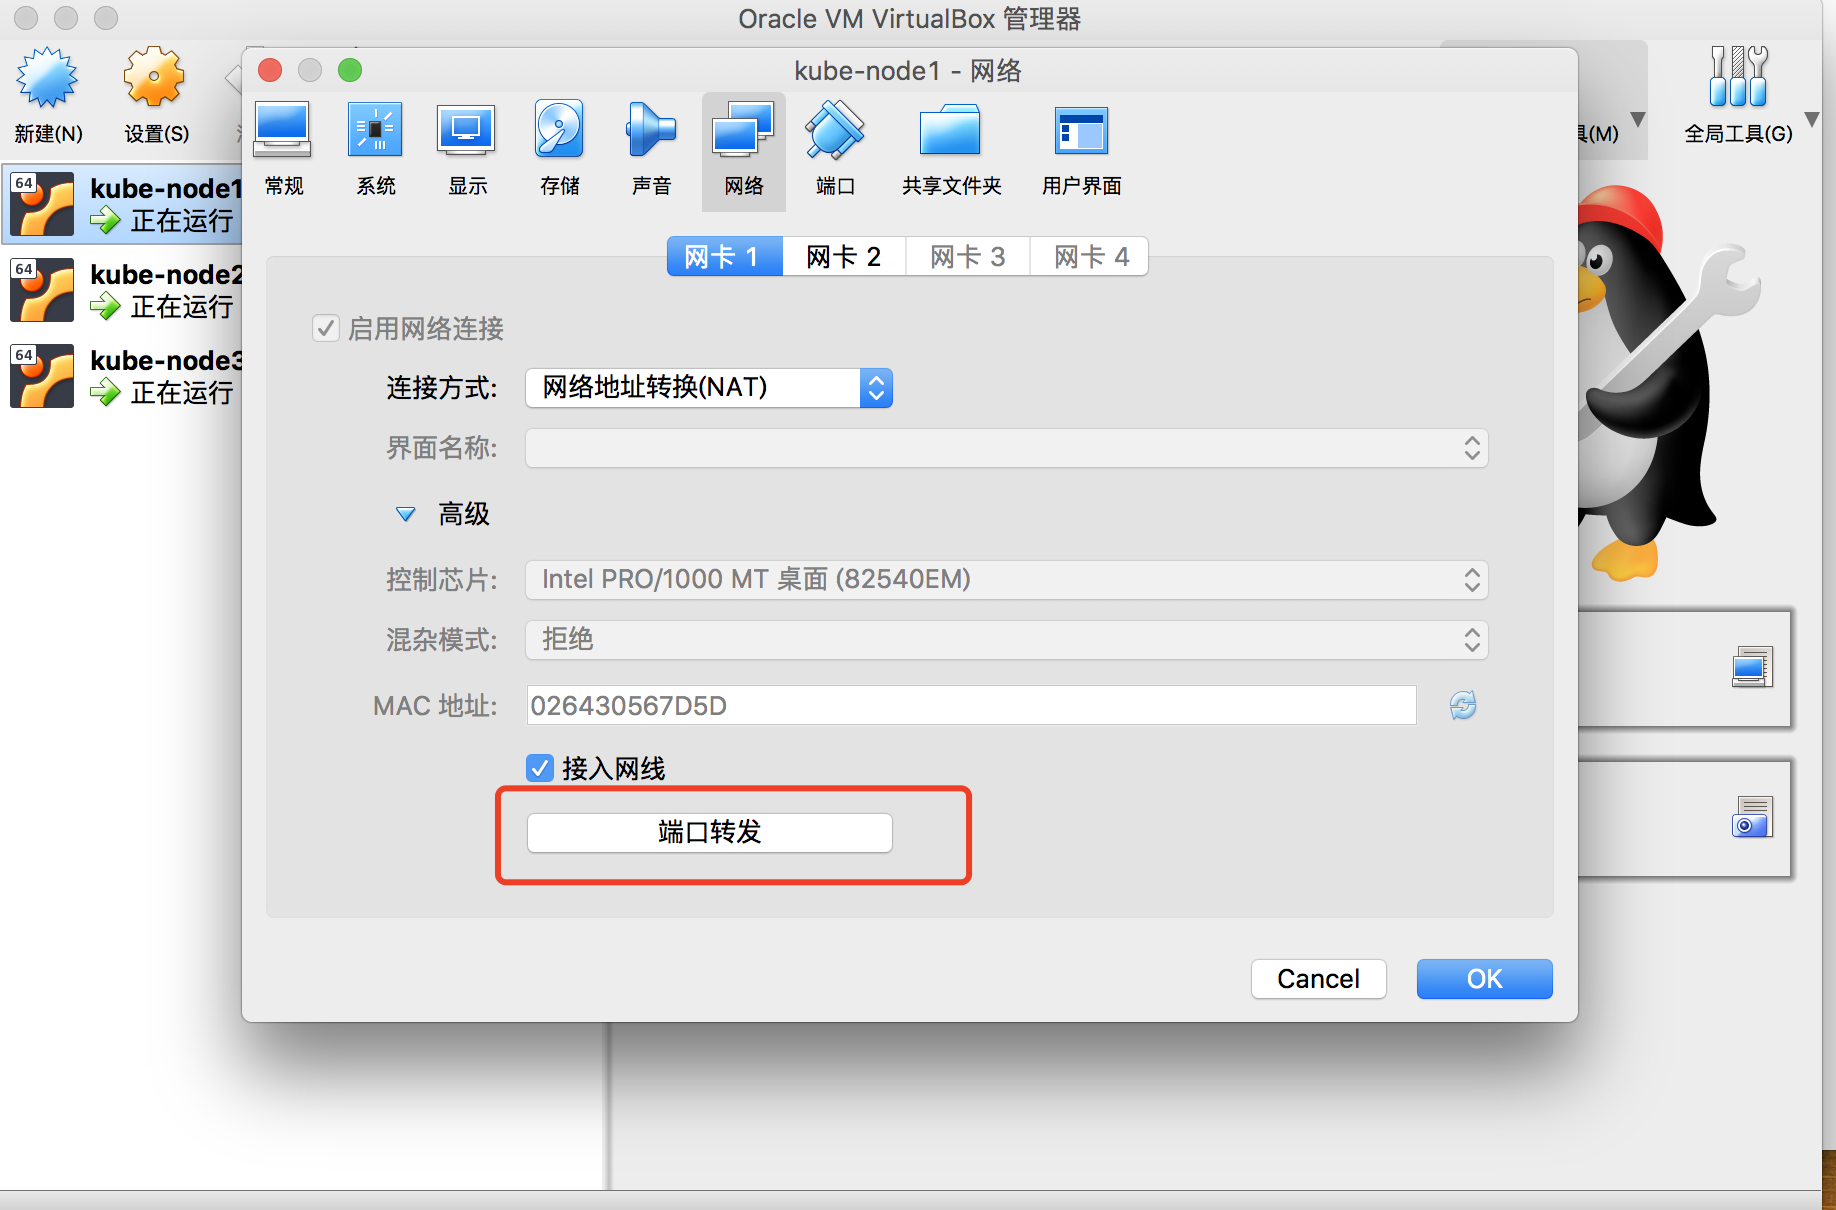 Oracle VM VirtualBox 管理器
新建(N)
设置(S)
具(M)
全局工具(G)
64
kube-node1
正在运行
64
kube-node2
正在运行
64
kube-node3
正在运行
kube-node1 - 网络
常规
系统
显示
存储
声音
网络
端口
共享文件夹
用户界面
网卡 1
网卡 2
网卡 3
网卡 4
启用网络连接
连接方式:
网络地址转换(NAT)
界面名称:
高级
控制芯片:
Intel PRO/1000 MT 桌面 (82540EM)
混杂模式:
拒绝
MAC 地址:
026430567D5D
接入网线
端口转发
Cancel
OK